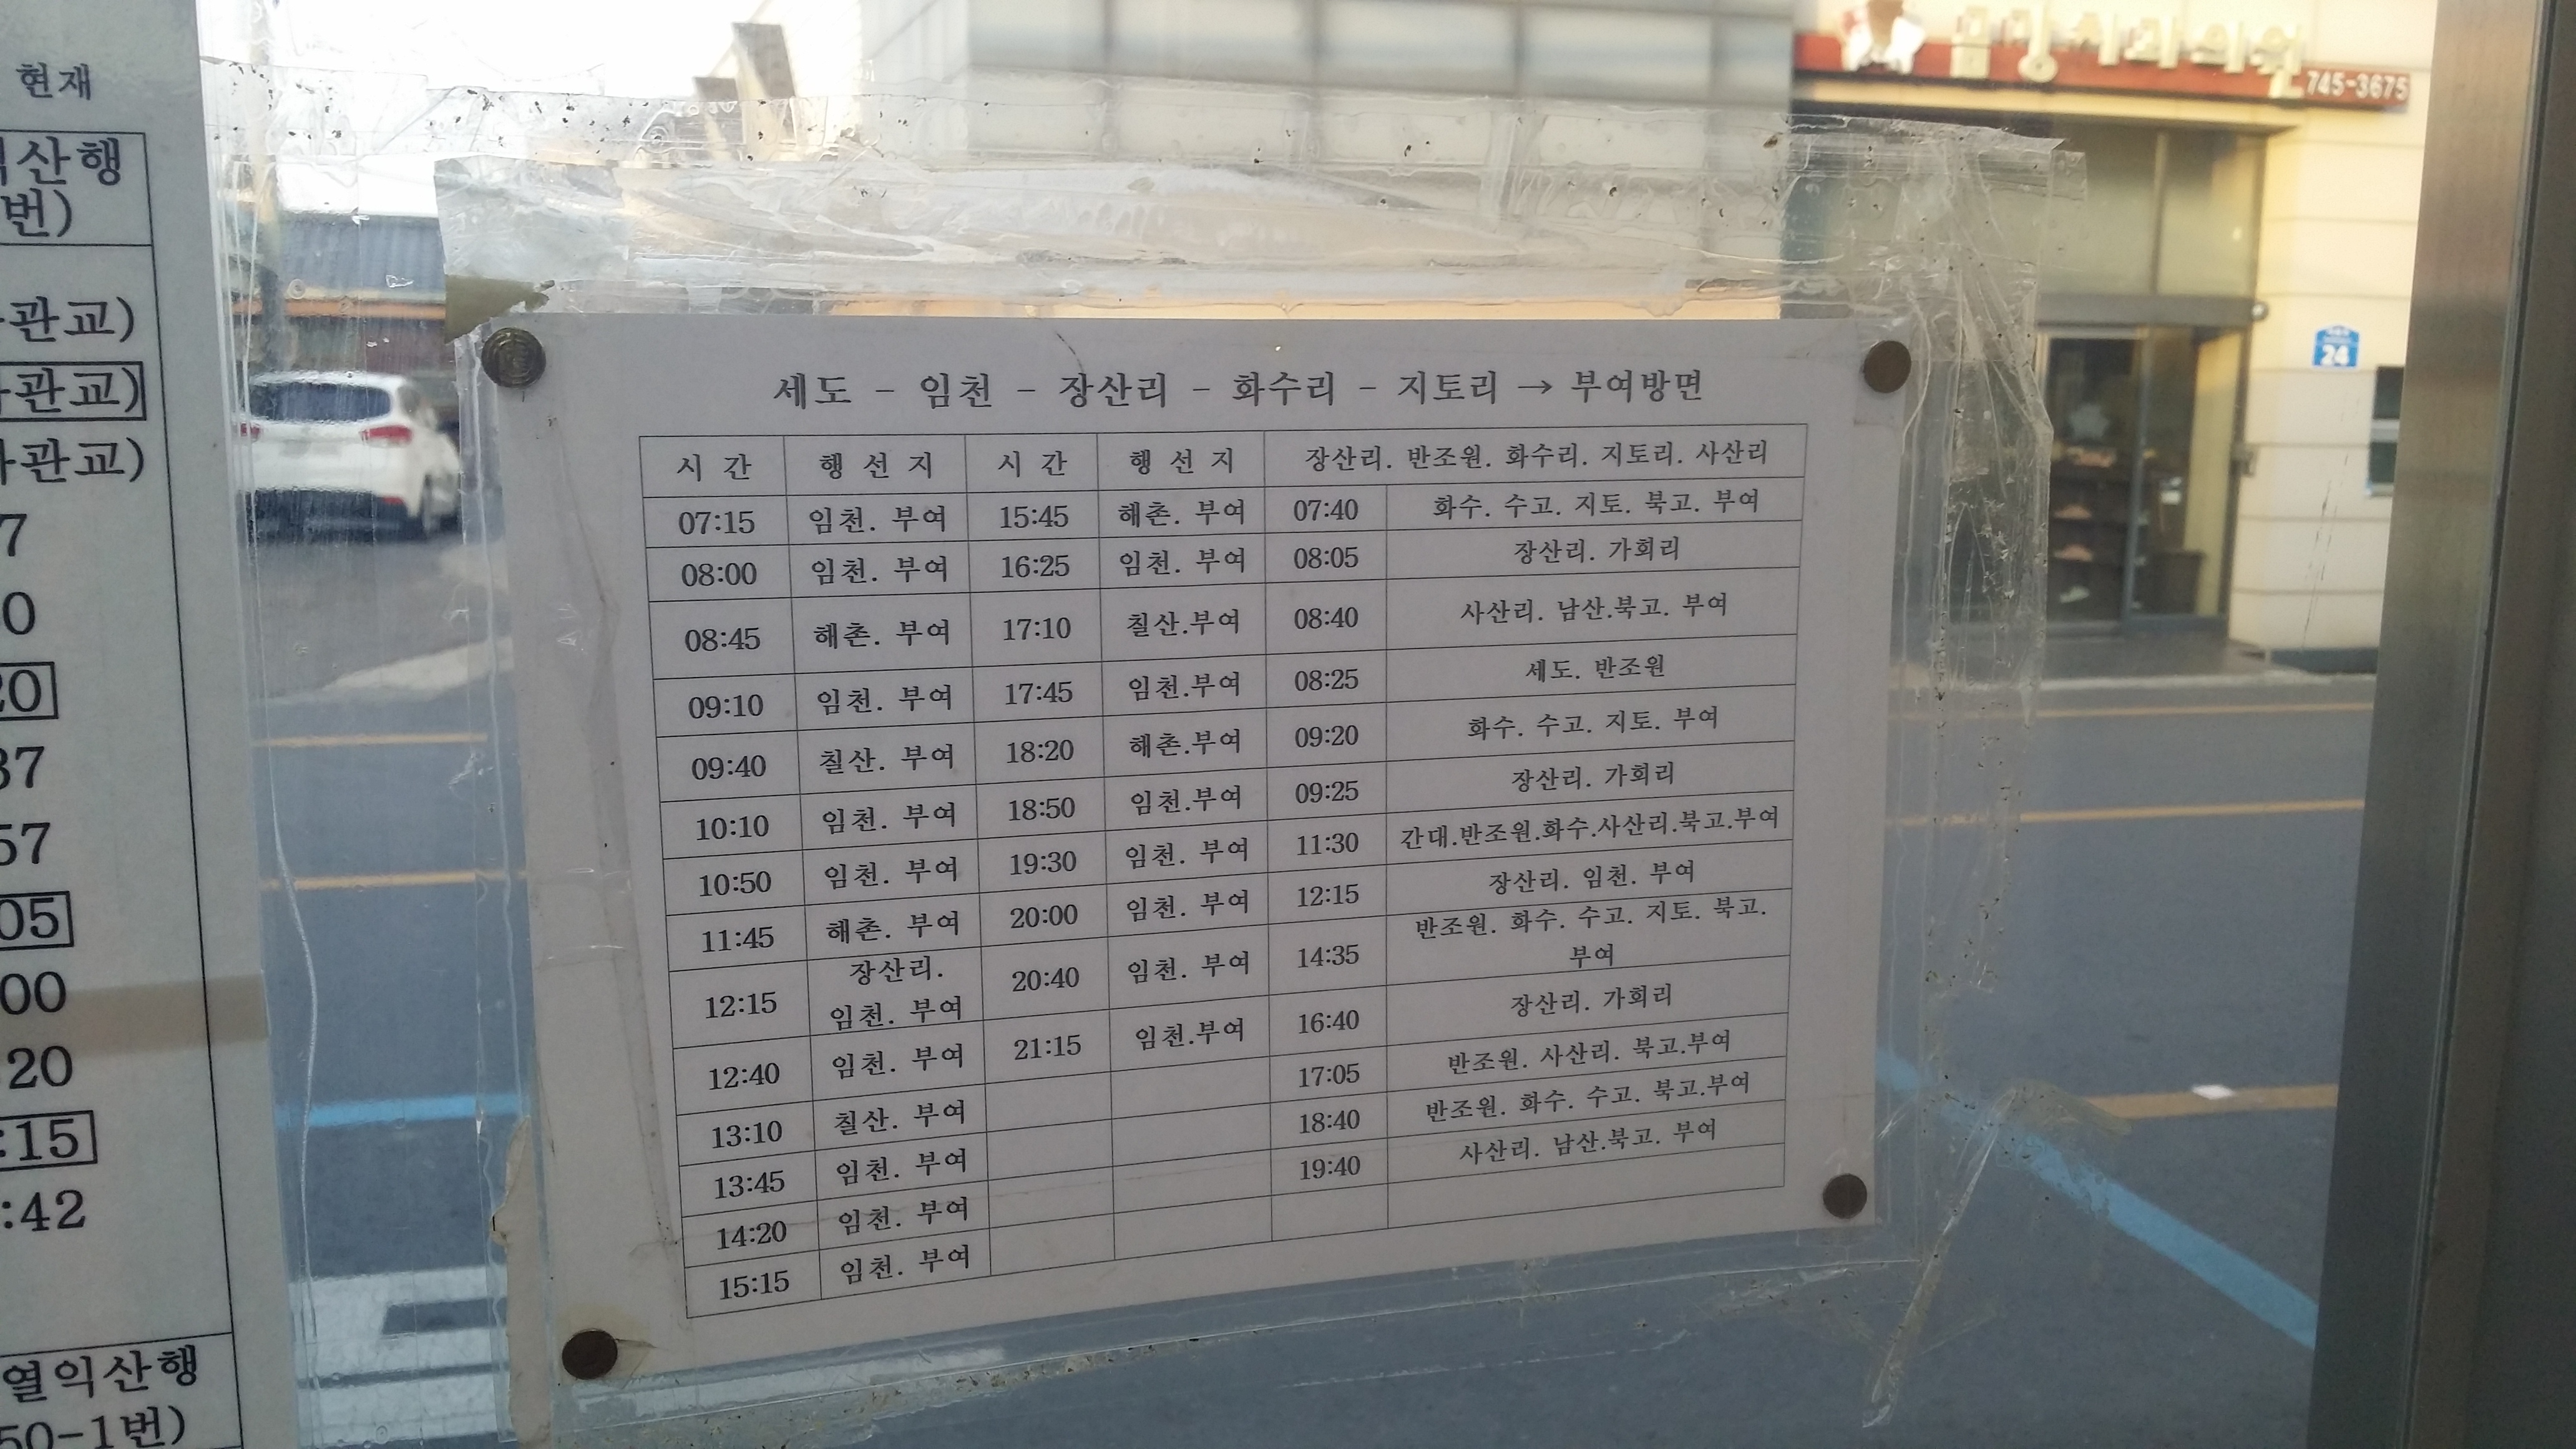 현재
산행
번)
관교)
관교)
관교)
7
0
20
37
57
05
00
20
:15
:42
열익산행
50-1번)
745-3675
24
세도 - 임천 - 장산리 - 화수리 - 지토리 → 부여방면
시 간 행 선 지 시 간 행 선 지 장산리. 반조원. 화수리. 지토리. 사산리
07:15 임천. 부여 15:45 해촌. 부여 07:40 화수. 수고. 지토. 북고. 부여
08:00 임천. 부여 16:25 임천. 부여 08:05 장산리. 가회리
08:45 해촌. 부여 17:10 칠산.부여 08:40 사산리. 남산.북고. 부여
09:10 임천. 부여 17:45 임천.부여 08:25 세도. 반조원
09:40 칠산. 부여 18:20 해촌.부여 09:20 화수. 수고. 지토. 부여
10:10 임천. 부여 18:50 임천.부여 09:25 장산리. 가회리
10:50 임천. 부여 19:30 임천. 부여 11:30 간대.반조원.화수.사산리.북고.부여
11:45 해촌. 부여 20:00 임천. 부여 12:15 장산리. 임천. 부여
12:15 장산리. 임천. 부여 20:40 임천. 부여 14:35 반조원. 화수. 수고. 지토. 북고. 부여
12:40 임천. 부여 21:15 임천.부여 16:40 장산리. 가회리
13:10 칠산. 부여 17:05 반조원. 사산리. 북고.부여
13:45 임천. 부여 18:40 반조원. 화수. 수고. 북고.부여
14:20 임천. 부여 19:40 사산리. 남산.북고. 부여
15:15 임천. 부여